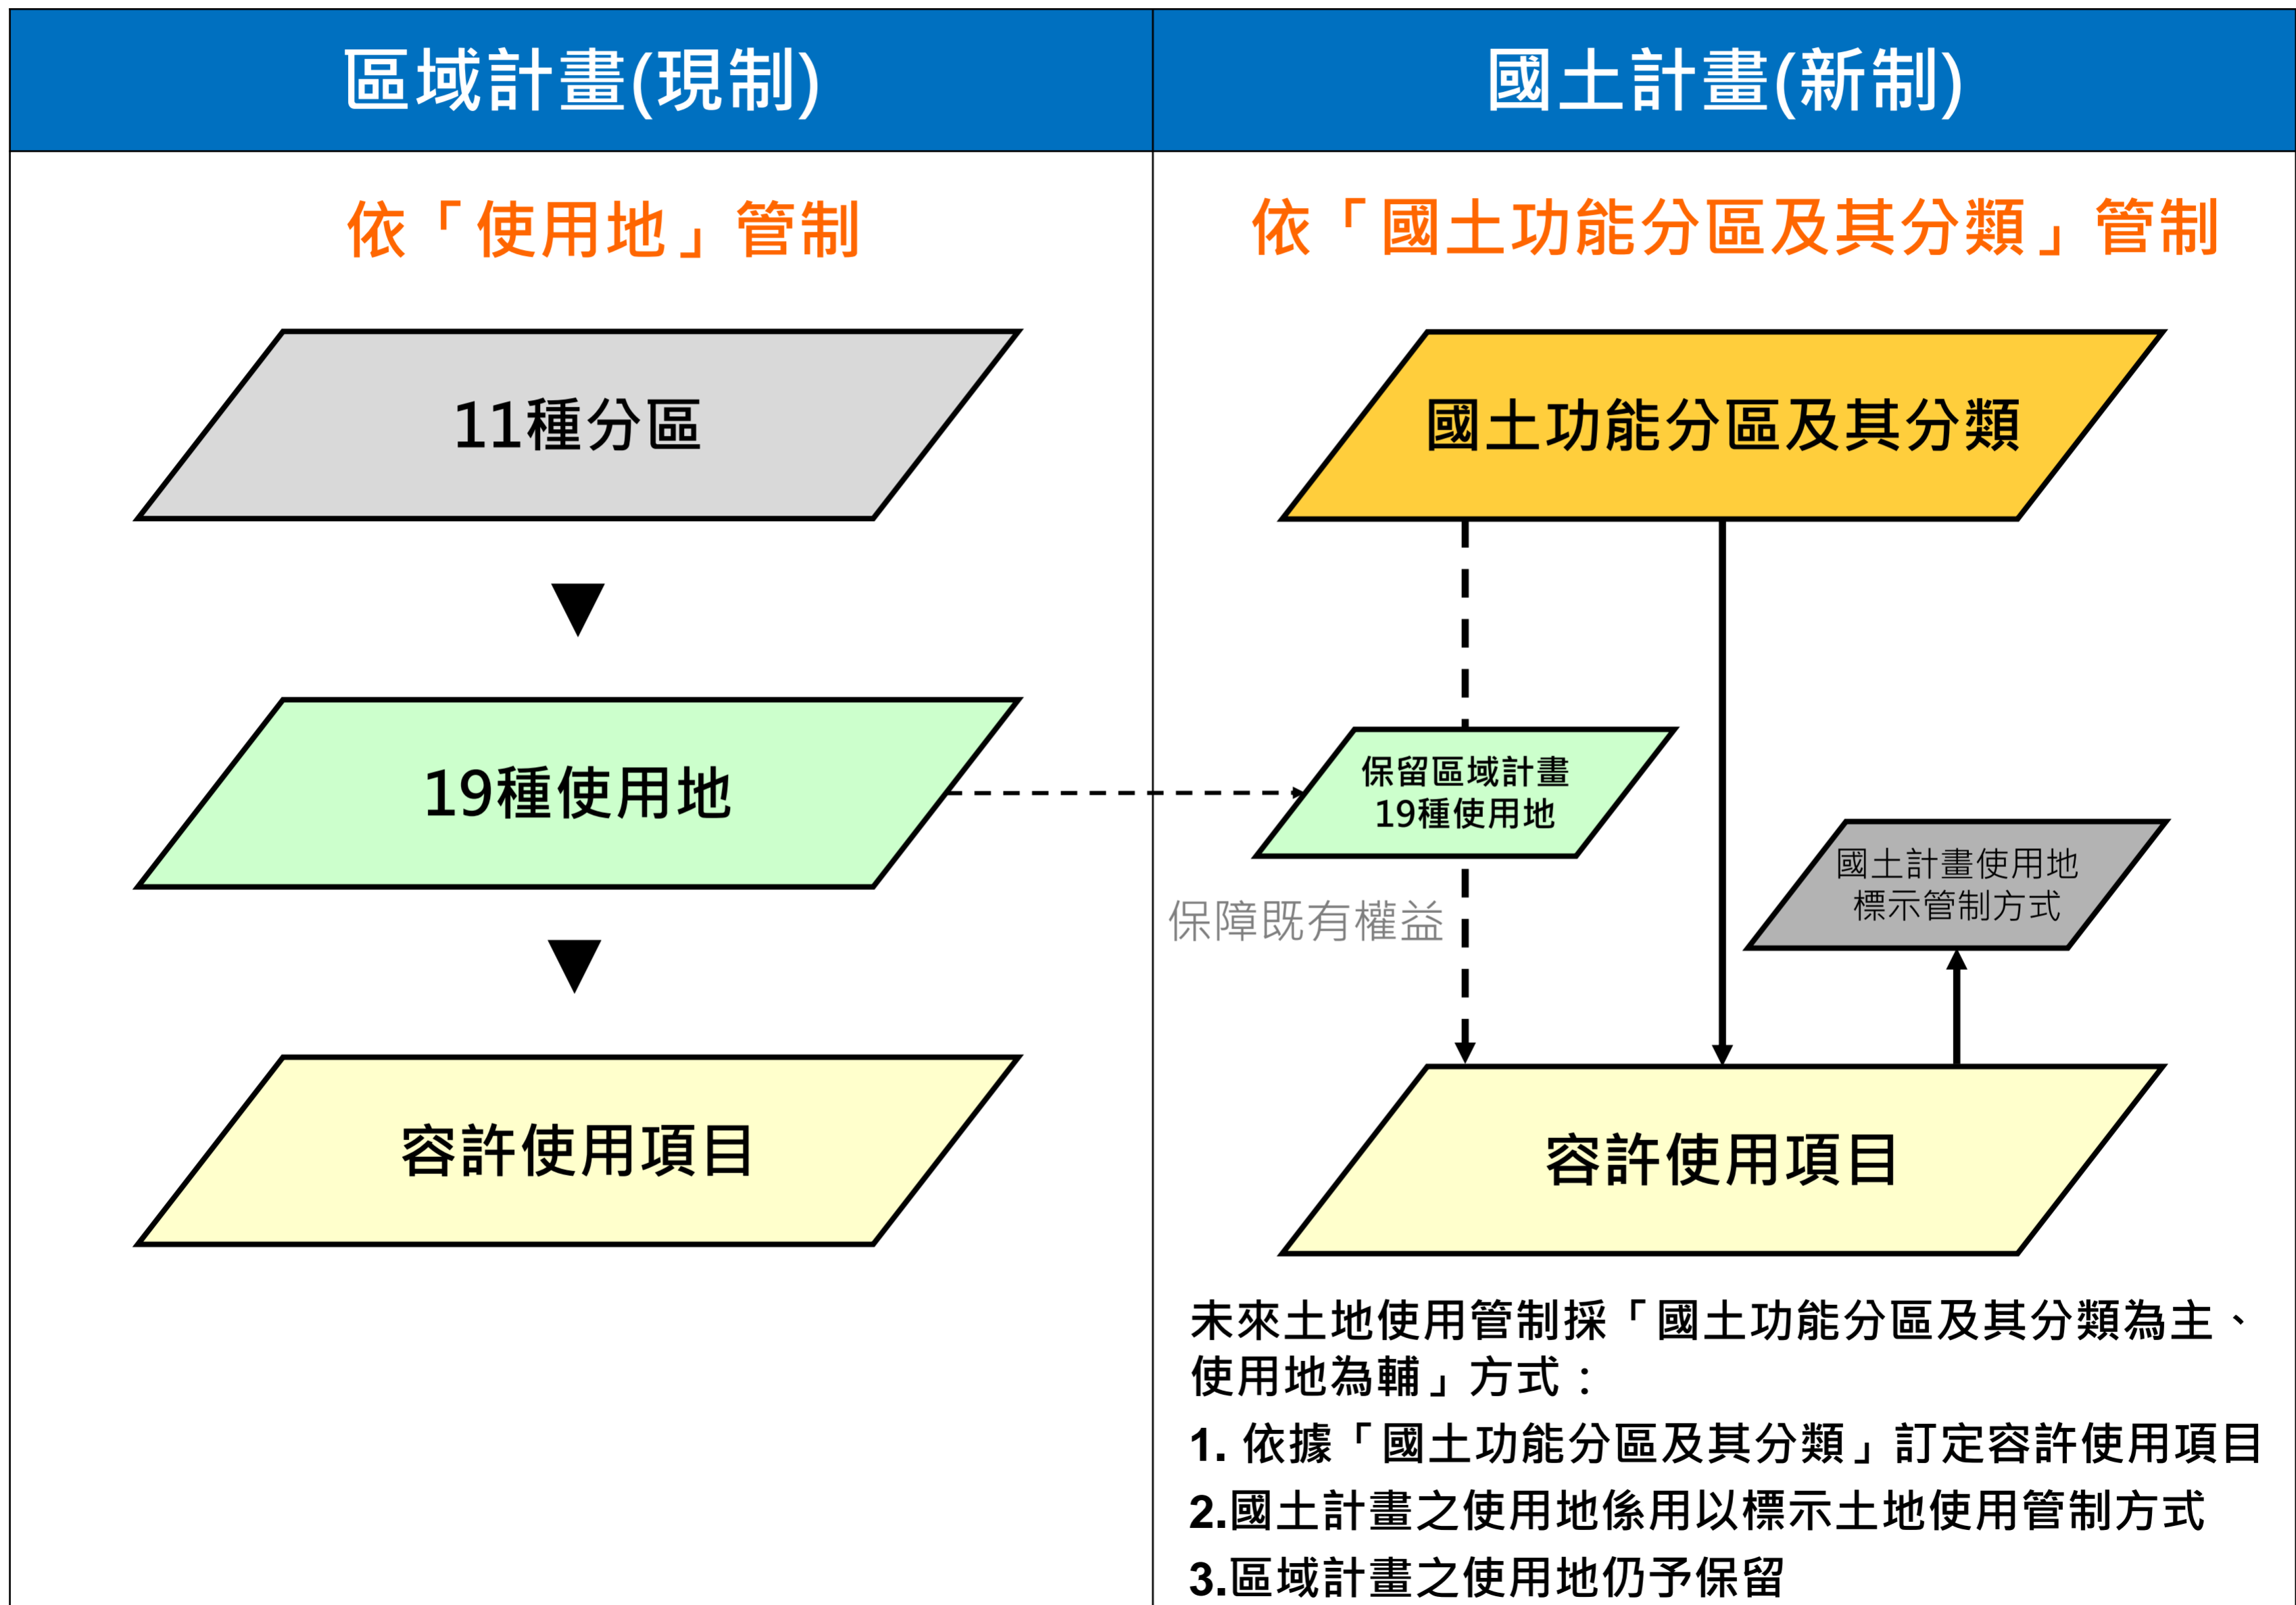 區域計畫(現制)
國土計畫(新制)
依「使用地」管制
11種分區
19種使用地
容許使用項目
依「國土功能分區及其分類」管制
國土功能分區及其分類
保留區域計畫
19種使用地
國土計畫使用地
標示管制方式
保障既有權益
容許使用項目
未來土地使用管制採「國土功能分區及其分類為主、
使用地為輔」方式：
1. 依據「國土功能分區及其分類」訂定容許使用項目
2.國土計畫之使用地係用以標示土地使用管制方式
3.區域計畫之使用地仍予保留